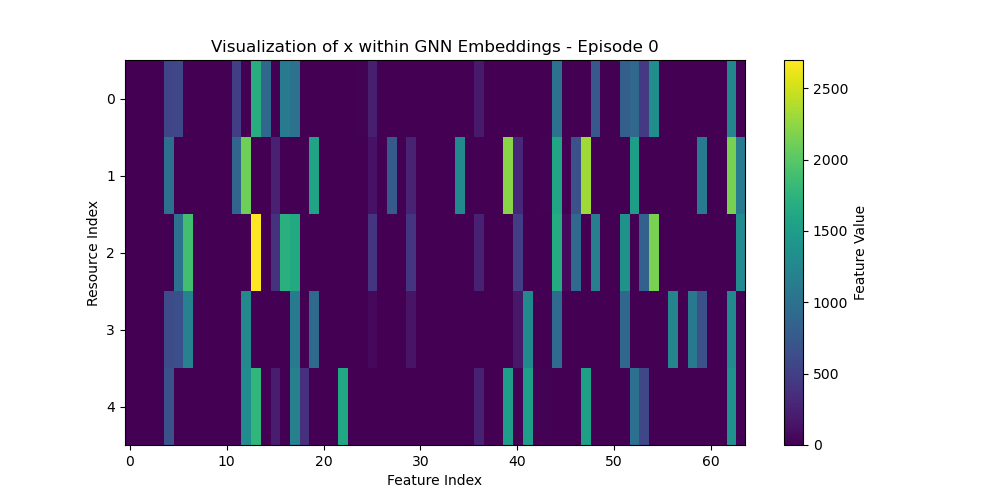 Visualization of x within GNN Embeddings - Episode 0
Resource Index
0
1
2
3
4
0 10 20 30 40 50 60
Feature Index
2500
2000
1500
1000
500
0
Feature Value